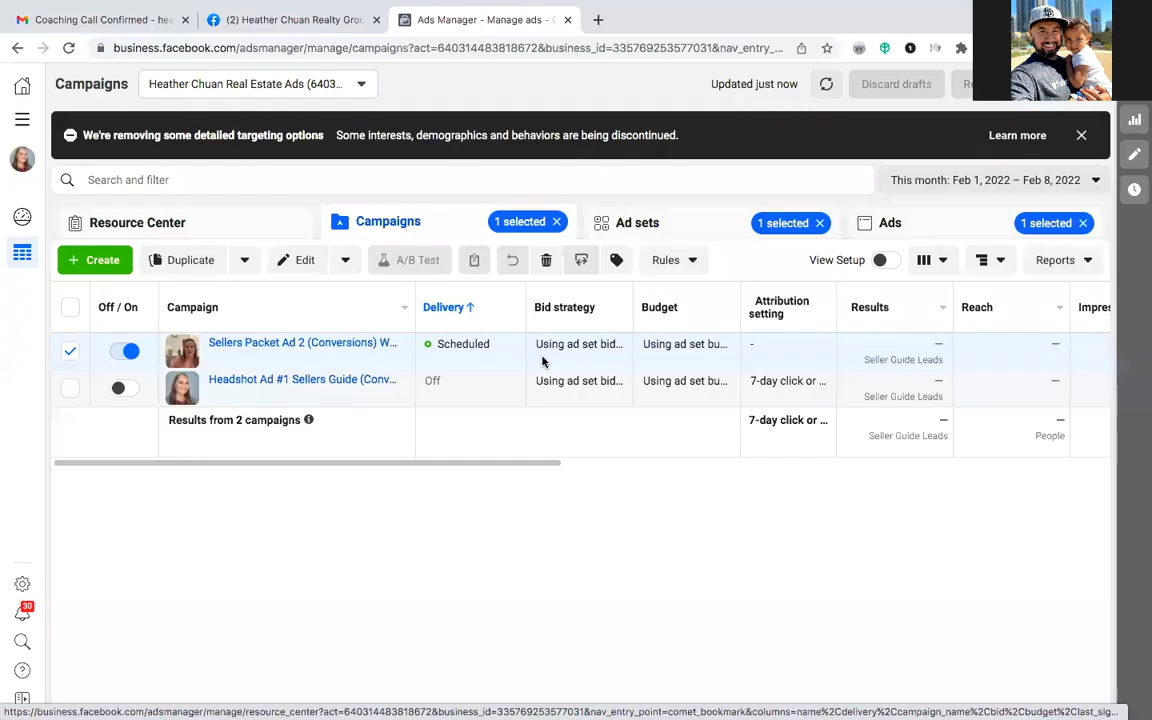 Coaching Call Confirmed - hea
(2) Heather Chuan Realty Grou
Ads Manager - Manage ads - C
business.facebook.com/adsmanager/manage/campaigns?act=640314483818672&business_id=335769253577031&nav_entry_...
Campaigns
Heather Chuan Real Estate Ads (6403...
Updated just now
Discard drafts
Re
We're removing some detailed targeting options Some interests, demographics and behaviors are being discontinued.
Learn more
Search and filter
This month: Feb 1, 2022 – Feb 8, 2022
Resource Center
Campaigns
1 selected
Ad sets
1 selected
Ads
1 selected
+ Create
Duplicate
Edit
A/B Test
Rules
View Setup
Reports
Off / On
Campaign
Delivery ↑
Bid strategy
Budget
Attribution
setting
Results
Reach
Impres
Sellers Packet Ad 2 (Conversions) W...
Scheduled
Using ad set bid...
Using ad set bu...
-
—
Seller Guide Leads
—
Headshot Ad #1 Sellers Guide (Conv...
Off
Using ad set bid...
Using ad set bu...
7-day click or ...
—
Seller Guide Leads
—
Results from 2 campaigns
7-day click or ...
—
Seller Guide Leads
—
People
30
https://business.facebook.com/adsmanager/manage/resource_center?act=640314483818672&business_id=335769253577031&nav_entry_point=comet_bookmark&columns=name%2Cdelivery%2Ccampaign_name%2Cbid%2Cbudget%2Clast_sig...